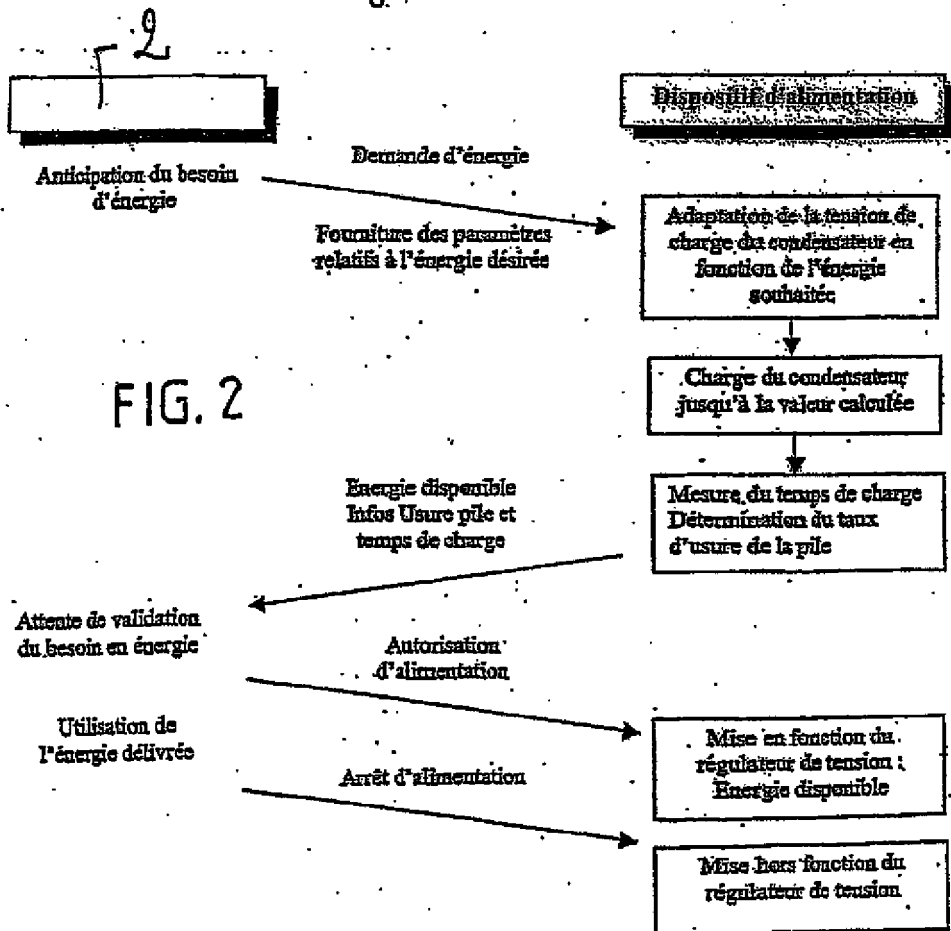 2
Dispositif d'alimentation
Anticipation du besoin
d'énergie
Demande d'énergie
Fourniture des paramètres
relatifs à l'énergie désirée
Adaptation de la tension de
charge du condensateur en
fonction de l'énergie
souhaitée
Charge du condensateur
jusqu'à la valeur calculée
FIG. 2
Energie disponible
Infos Usure pile et
temps de charge
Mesure du temps de charge
Détermination du taux
d'usure de la pile
Attente de validation
du besoin en énergie
Autorisation
d'alimentation
Utilisation de
l'énergie délivrée
Mise en fonction du
régulateur de tension :
Energie disponible
Arrêt d'alimentation
Mise hors fonction du
régulateur de tension